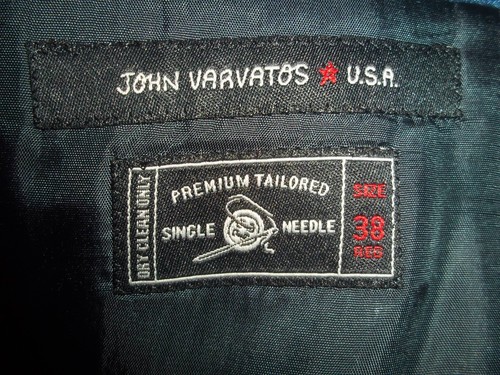 JOHN VARVATOS ★ U.S.A.
DRY CLEAN ONLY
PREMIUM TAILORED
SINGLE NEEDLE
SIZE
38
REG